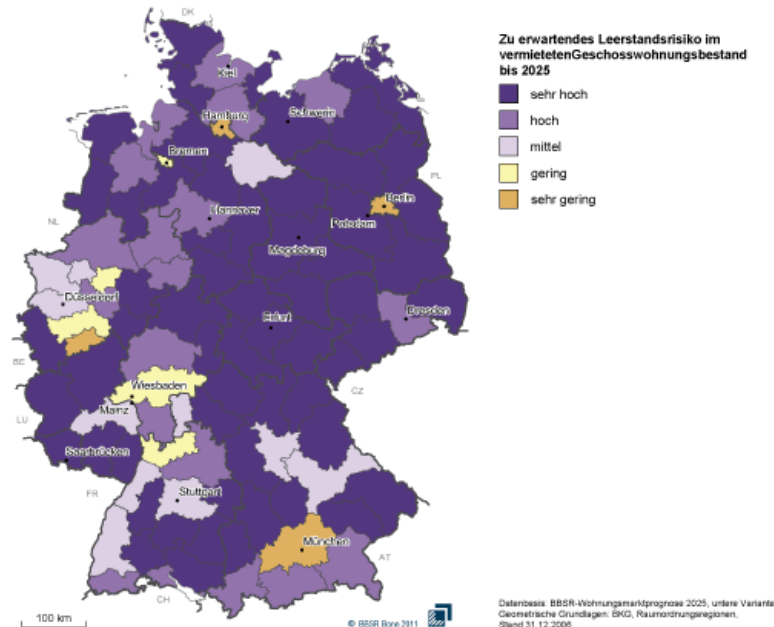 DK
Kiel
Hamburg
Schwerin
Bremen
PL
Berlin
NL
Hannover
Potsdam
Magdeburg
Düsseldorf
Erfurt
Dresden
BE
Wiesbaden
CZ
Mainz
LU
Saarbrücken
FR
Stuttgart
München
AT
CH
100 km
© BBSR Bonn 2011
Zu erwartendes Leerstandsrisiko im
vermietetenGeschosswohnungsbestand
bis 2025
sehr hoch
hoch
mittel
gering
sehr gering
Datenbasis: BBSR-Wohnungsmarktprognose 2025, untere Variante
Geometrische Grundlagen: BKG, Raumordnungsregionen,
Stand 31.12.2006